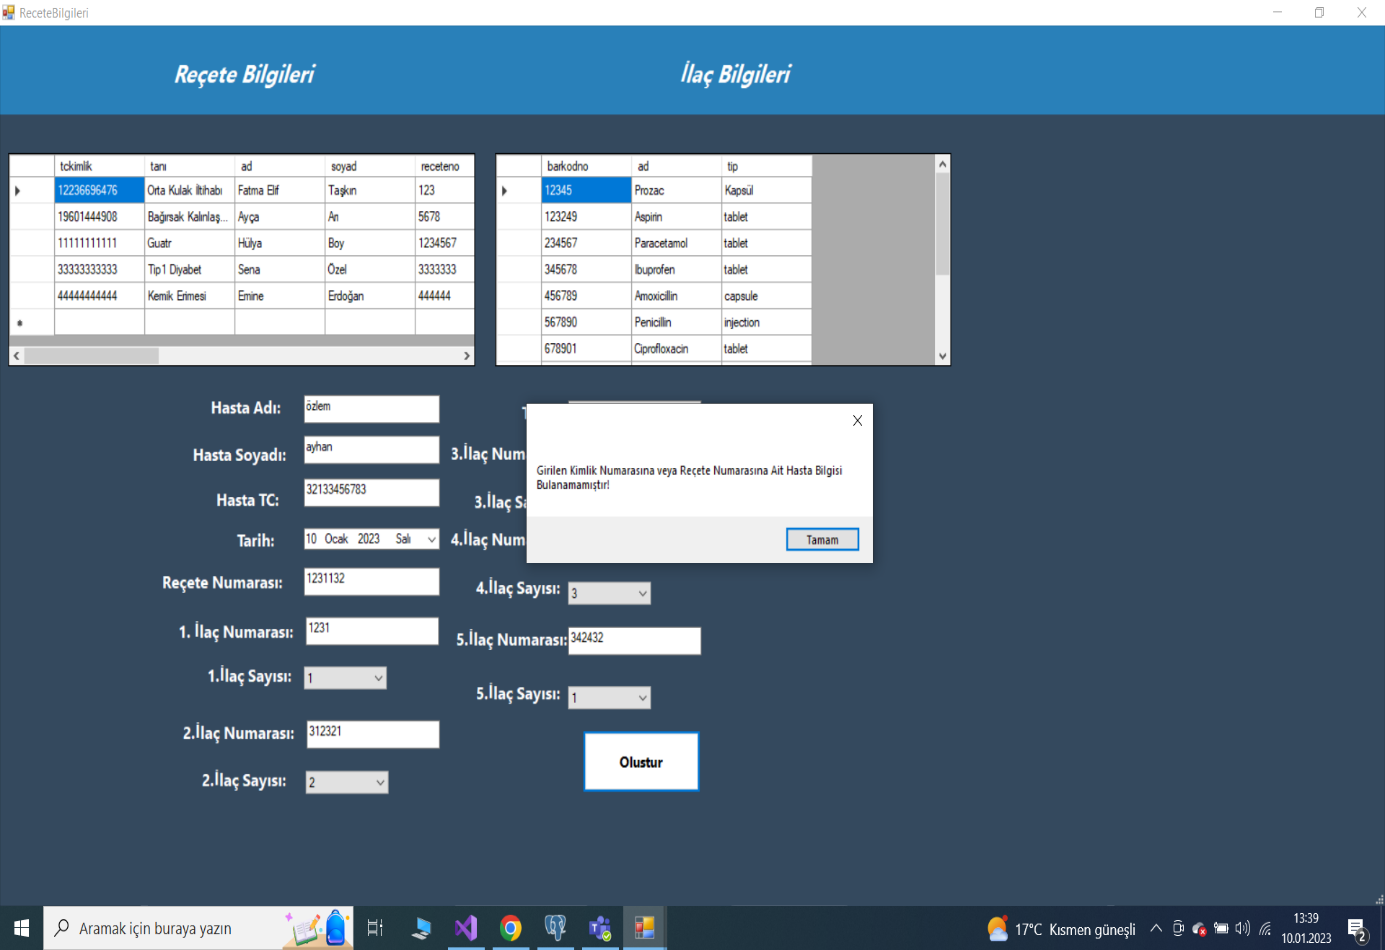 ReceteBilgileri
Reçete Bilgileri
İlaç Bilgileri
tckimlik tanı ad soyad receteno
12236696476 Orta Kulak İltihabı Fatma Elif Taşkın 123
19601444908 Bağırsak Kalınlaş... Ayça Arı 5678
11111111111 Guatr Hülya Boy 1234567
33333333333 Tip1 Diyabet Sena Özel 3333333
44444444444 Kemik Erimesi Emine Erdoğan 444444
barkodno ad tip
12345 Prozac Kapsül
123249 Aspirin tablet
234567 Paracetamol tablet
345678 Ibuprofen tablet
456789 Amoxicillin capsule
567890 Penicillin injection
678901 Ciprofloxacin tablet
Hasta Adı: özlem
Hasta Soyadı: ayhan
Hasta TC: 32133456783
Tarih: 10 Ocak 2023 Salı
Reçete Numarası: 1231132
1. İlaç Numarası: 1231
1.İlaç Sayısı: 1
2.İlaç Numarası: 312321
2.İlaç Sayısı: 2
3.İlaç Num
3.İlaç Sa
4.İlaç Num
4.İlaç Sayısı: 3
5.İlaç Numarası: 342432
5.İlaç Sayısı: 1
Olustur
Girilen Kimlik Numarasına veya Reçete Numarasına Ait Hasta Bilgisi
Bulanamamıştır!
Tamam
Aramak için buraya yazın
17°C Kısmen güneşli
13:39
10.01.2023
2